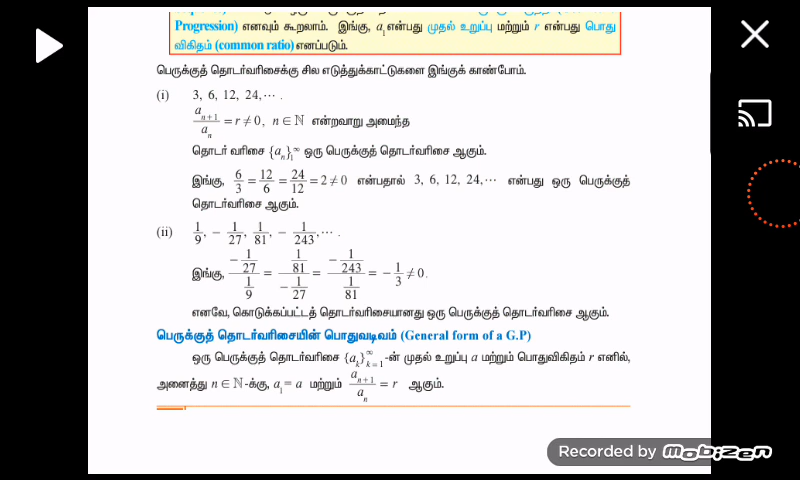 Progression) எனவும் கூறலாம். இங்கு, a₁ என்பது முதல் உறுப்பு மற்றும் r என்பது பொது
விகிதம் (common ratio) எனப்படும்.
பெருக்குத் தொடர்வரிசைக்கு சில எடுத்துக்காட்டுகளை இங்குக் காண்போம்.
(i) 3, 6, 12, 24,⋯ .
aₙ₊₁/aₙ = r ≠ 0, n ∈ ℕ என்றவாறு அமைந்த
தொடர் வரிசை {aₙ}₁^∞ ஒரு பெருக்குத் தொடர்வரிசை ஆகும்.
இங்கு, 6/3 = 12/6 = 24/12 = 2 ≠ 0 என்பதால் 3, 6, 12, 24,⋯ என்பது ஒரு பெருக்குத்
தொடர்வரிசை ஆகும்.
(ii) 1/9, − 1/27, 1/81, − 1/243,⋯ .
இங்கு, (−1/27)/(1/9) = (1/81)/(−1/27) = (−1/243)/(1/81) = −1/3 ≠ 0.
எனவே, கொடுக்கப்பட்டத் தொடர்வரிசையானது ஒரு பெருக்குத் தொடர்வரிசை ஆகும்.
பெருக்குத் தொடர்வரிசையின் பொதுவடிவம் (General form of a G.P)
ஒரு பெருக்குத் தொடர்வரிசை {aₖ}ₖ₌₁^∞ -ன் முதல் உறுப்பு a மற்றும் பொதுவிகிதம் r எனில்,
அனைத்து n ∈ ℕ -க்கு, a₁ = a மற்றும் aₙ₊₁/aₙ = r ஆகும்.
Recorded by mobizen